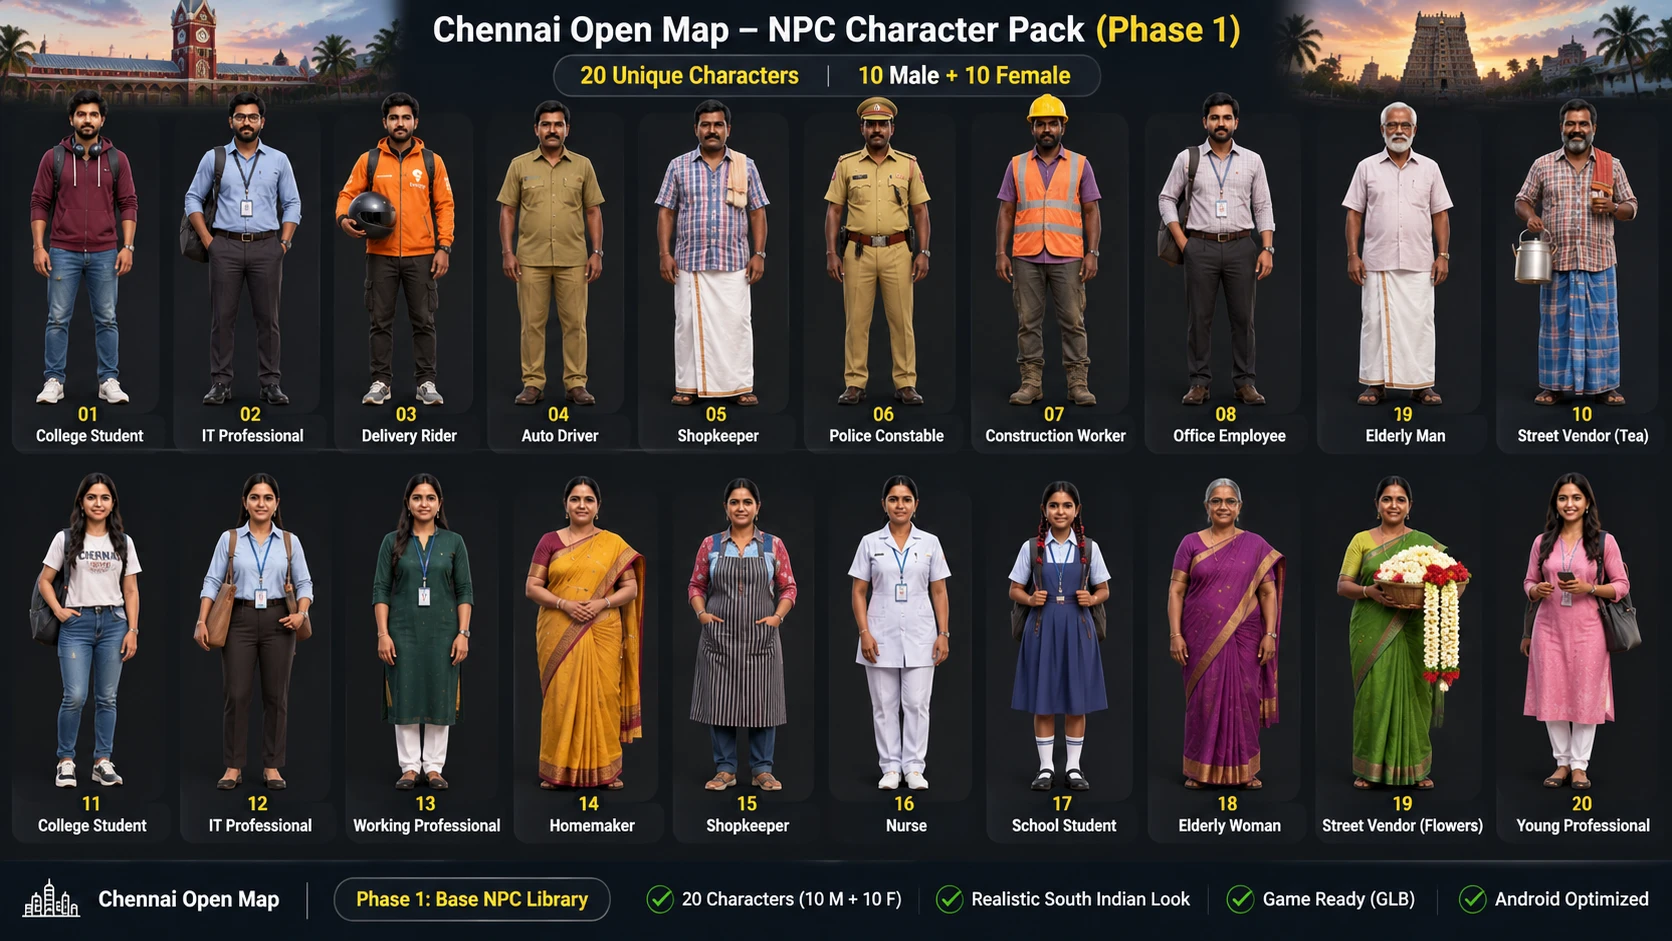 Chennai Open Map – NPC Character Pack (Phase 1)
20 Unique Characters | 10 Male + 10 Female
01
College Student
02
IT Professional
03
Delivery Rider
04
Auto Driver
05
Shopkeeper
06
Police Constable
07
Construction Worker
08
Office Employee
19
Elderly Man
10
Street Vendor (Tea)
CHENNAI
11
College Student
12
IT Professional
13
Working Professional
14
Homemaker
15
Shopkeeper
16
Nurse
17
School Student
18
Elderly Woman
19
Street Vendor (Flowers)
20
Young Professional
Chennai Open Map
Phase 1: Base NPC Library
20 Characters (10 M + 10 F)
Realistic South Indian Look
Game Ready (GLB)
Android Optimized